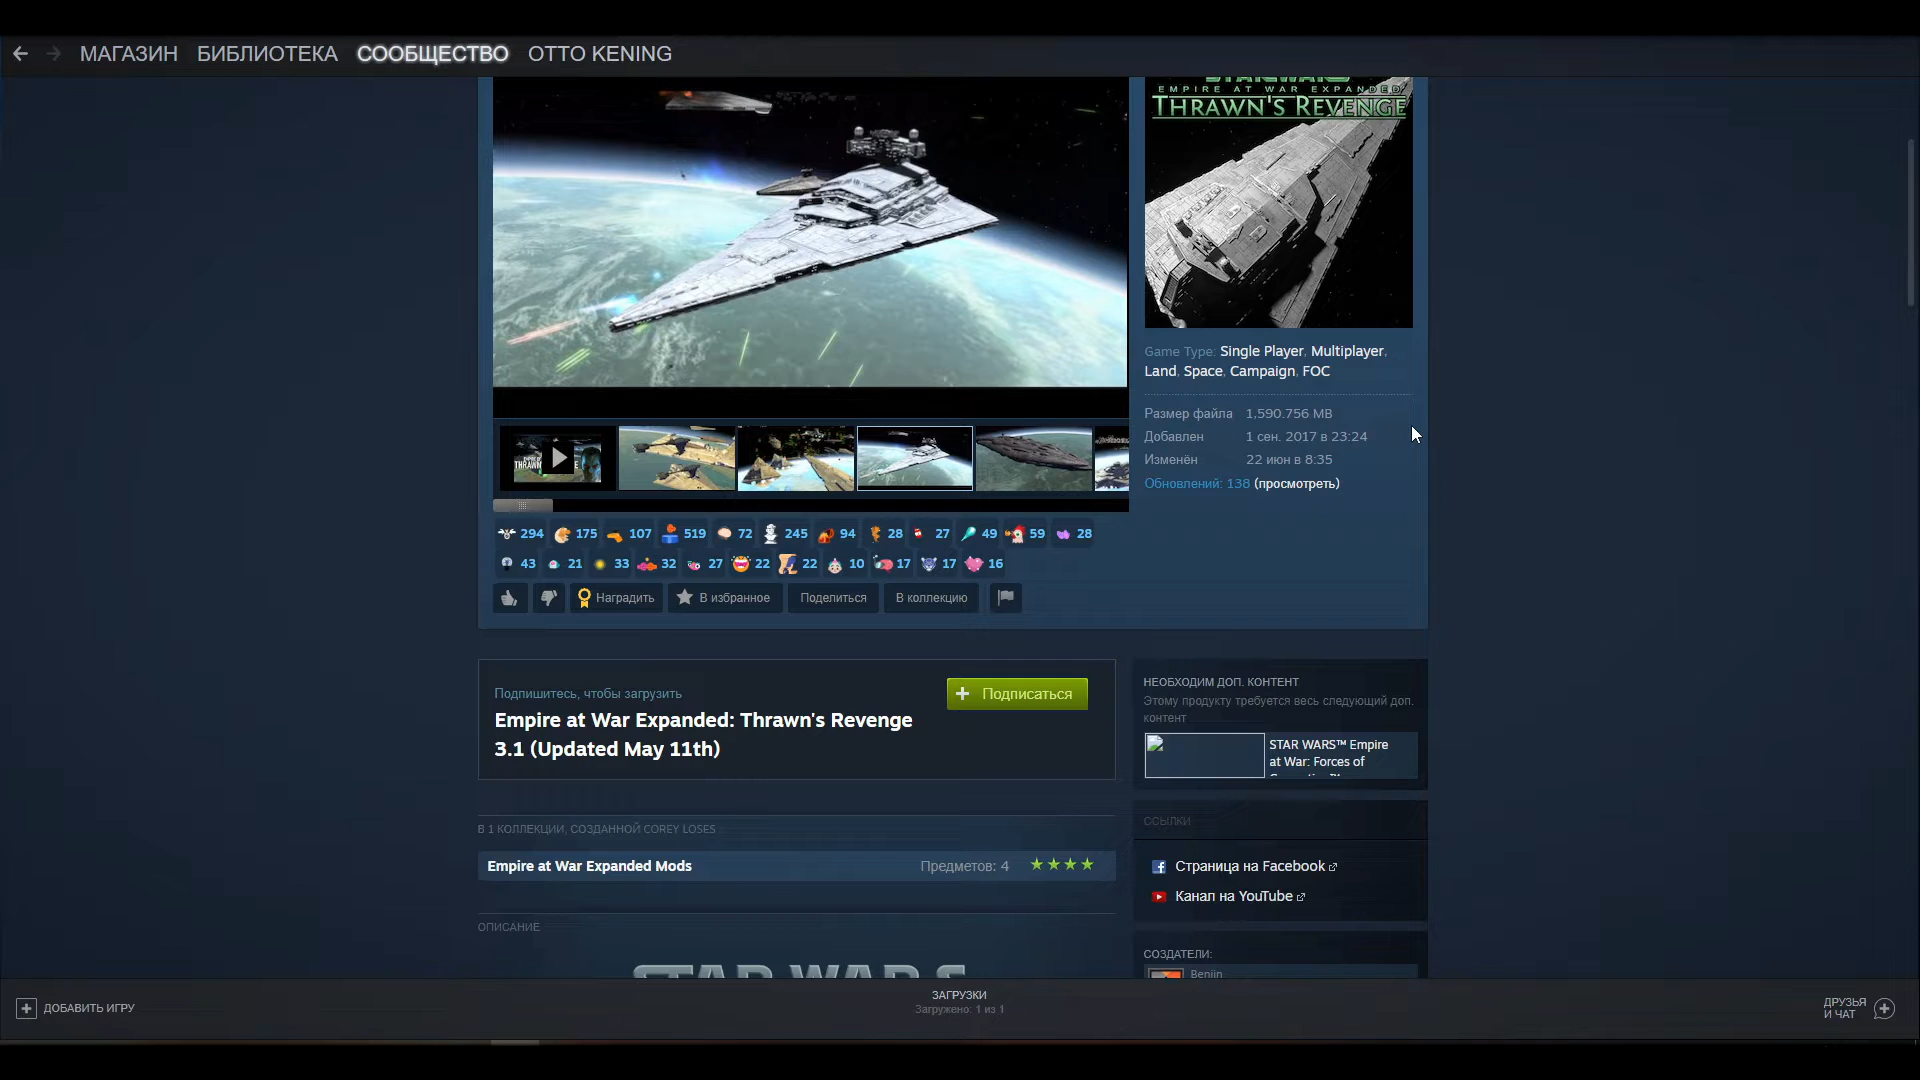 МАГАЗИН БИБЛИОТЕКА СООБЩЕСТВО OTTO KENING
STAR WARS
EMPIRE AT WAR EXPANDED
THRAWN'S REVENGE
Game Type: Single Player, Multiplayer,
Land, Space, Campaign, FOC
Размер файла 1,590.756 MB
Добавлен 1 сен. 2017 в 23:24
Изменён 22 июн в 8:35
Обновлений: 138 (просмотреть)
294 175 107 519 72 245 94 28 27 49 59 28
43 21 33 32 27 22 22 10 17 17 16
Наградить В избранное Поделиться В коллекцию
Подпишитесь, чтобы загрузить
Подписаться
Empire at War Expanded: Thrawn's Revenge
3.1 (Updated May 11th)
НЕОБХОДИМ ДОП. КОНТЕНТ
Этому продукту требуется весь следующий доп.
контент
STAR WARS™ Empire
at War: Forces of
В 1 КОЛЛЕКЦИИ, СОЗДАННОЙ COREY LOSES
Empire at War Expanded Mods Предметов: 4
ССЫЛКИ
Страница на Facebook
Канал на YouTube
ОПИСАНИЕ
STAR WARS
СОЗДАТЕЛИ:
Benjin
ДОБАВИТЬ ИГРУ
ЗАГРУЗКИ
Загружено: 1 из 1
ДРУЗЬЯ
И ЧАТ